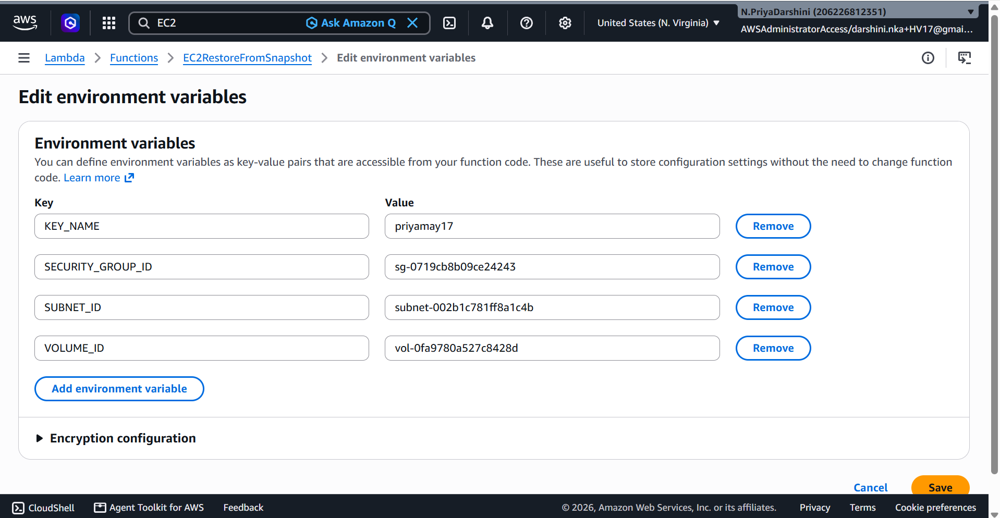 aws
EC2
Ask Amazon Q
United States (N. Virginia)
N.PriyaDarshini (206226812351)
AWSAdministratorAccess/darshini.nka+HV17@gmai...
Lambda
Functions
EC2RestoreFromSnapshot
Edit environment variables
Edit environment variables
Environment variables
You can define environment variables as key-value pairs that are accessible from your function code. These are useful to store configuration settings without the need to change function
code. Learn more
Key
Value
KEY_NAME
priyamay17
Remove
SECURITY_GROUP_ID
sg-0719cb8b09ce24243
Remove
SUBNET_ID
subnet-002b1c781ff8a1c4b
Remove
VOLUME_ID
vol-0fa9780a527c8428d
Remove
Add environment variable
Encryption configuration
Cancel
Save
CloudShell
Agent Toolkit for AWS
Feedback
© 2026, Amazon Web Services, Inc. or its affiliates.
Privacy
Terms
Cookie preferences